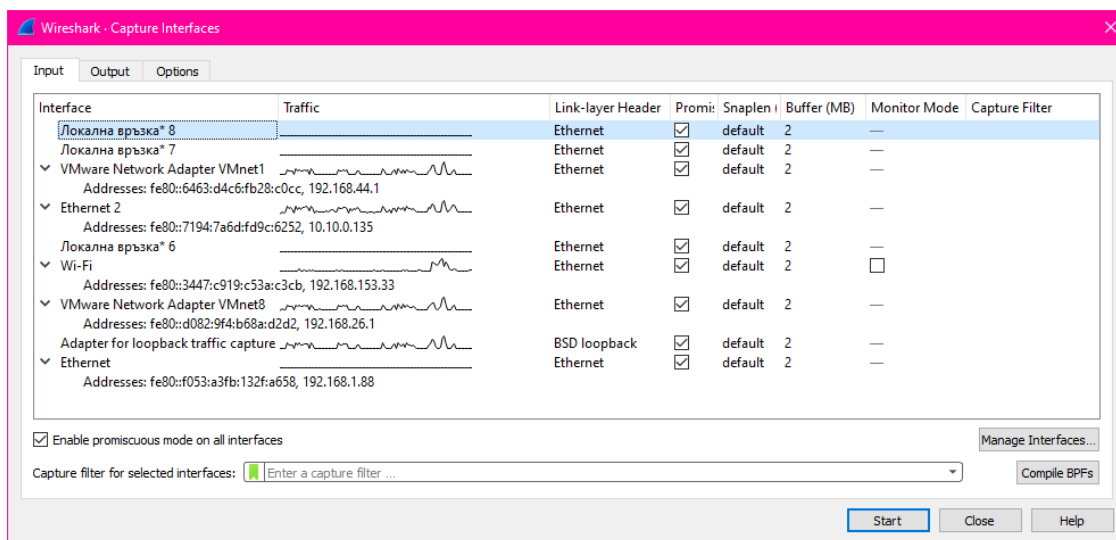 Wireshark · Capture Interfaces
Input Output Options
Interface Traffic Link-layer Header Promis Snaplen ( Buffer (MB) Monitor Mode Capture Filter
Локална връзка* 8 Ethernet default 2 —
Локална връзка* 7 Ethernet default 2 —
VMware Network Adapter VMnet1 Ethernet default 2 —
Addresses: fe80::6463:d4c6:fb28:c0cc, 192.168.44.1
Ethernet 2 Ethernet default 2 —
Addresses: fe80::7194:7a6d:fd9c:6252, 10.10.0.135
Локална връзка* 6 Ethernet default 2 —
Wi-Fi Ethernet default 2
Addresses: fe80::3447:c919:c53a:c3cb, 192.168.153.33
VMware Network Adapter VMnet8 Ethernet default 2 —
Addresses: fe80::d082:9f4:b68a:d2d2, 192.168.26.1
Adapter for loopback traffic capture BSD loopback default 2 —
Ethernet Ethernet default 2 —
Addresses: fe80::f053:a3fb:132f:a658, 192.168.1.88
Enable promiscuous mode on all interfaces Manage Interfaces...
Capture filter for selected interfaces: Enter a capture filter ... Compile BPFs
Start Close Help